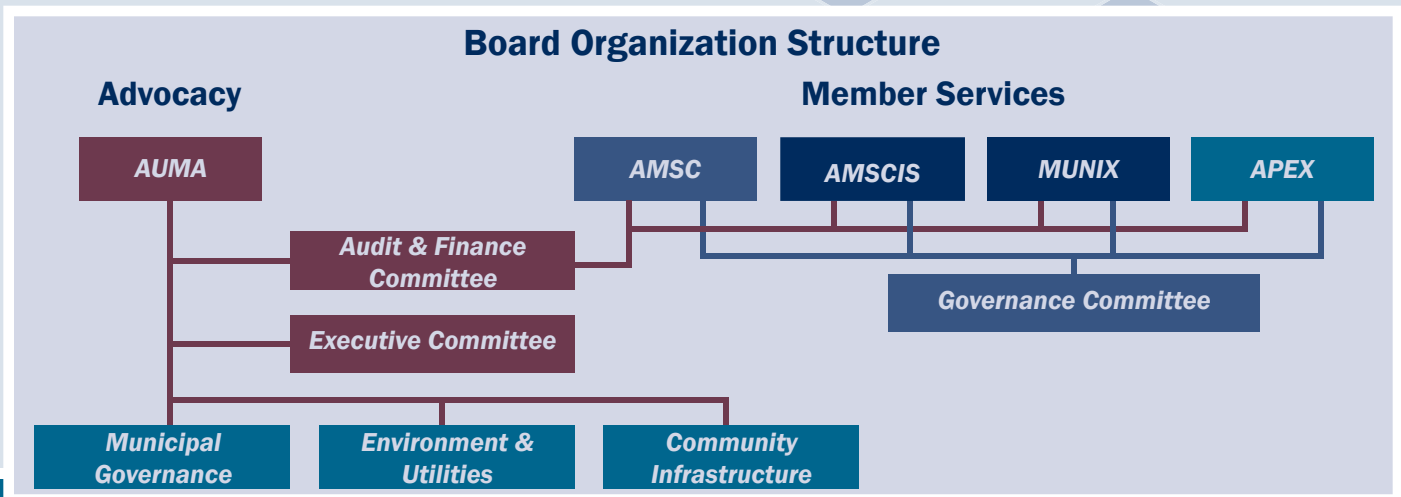 Board Organization Structure
Advocacy
Member Services
AUMA
AMSC
AMSCIS
MUNIX
APEX
Audit & Finance
Committee
Governance Committee
Executive Committee
Municipal
Governance
Environment &
Utilities
Community
Infrastructure